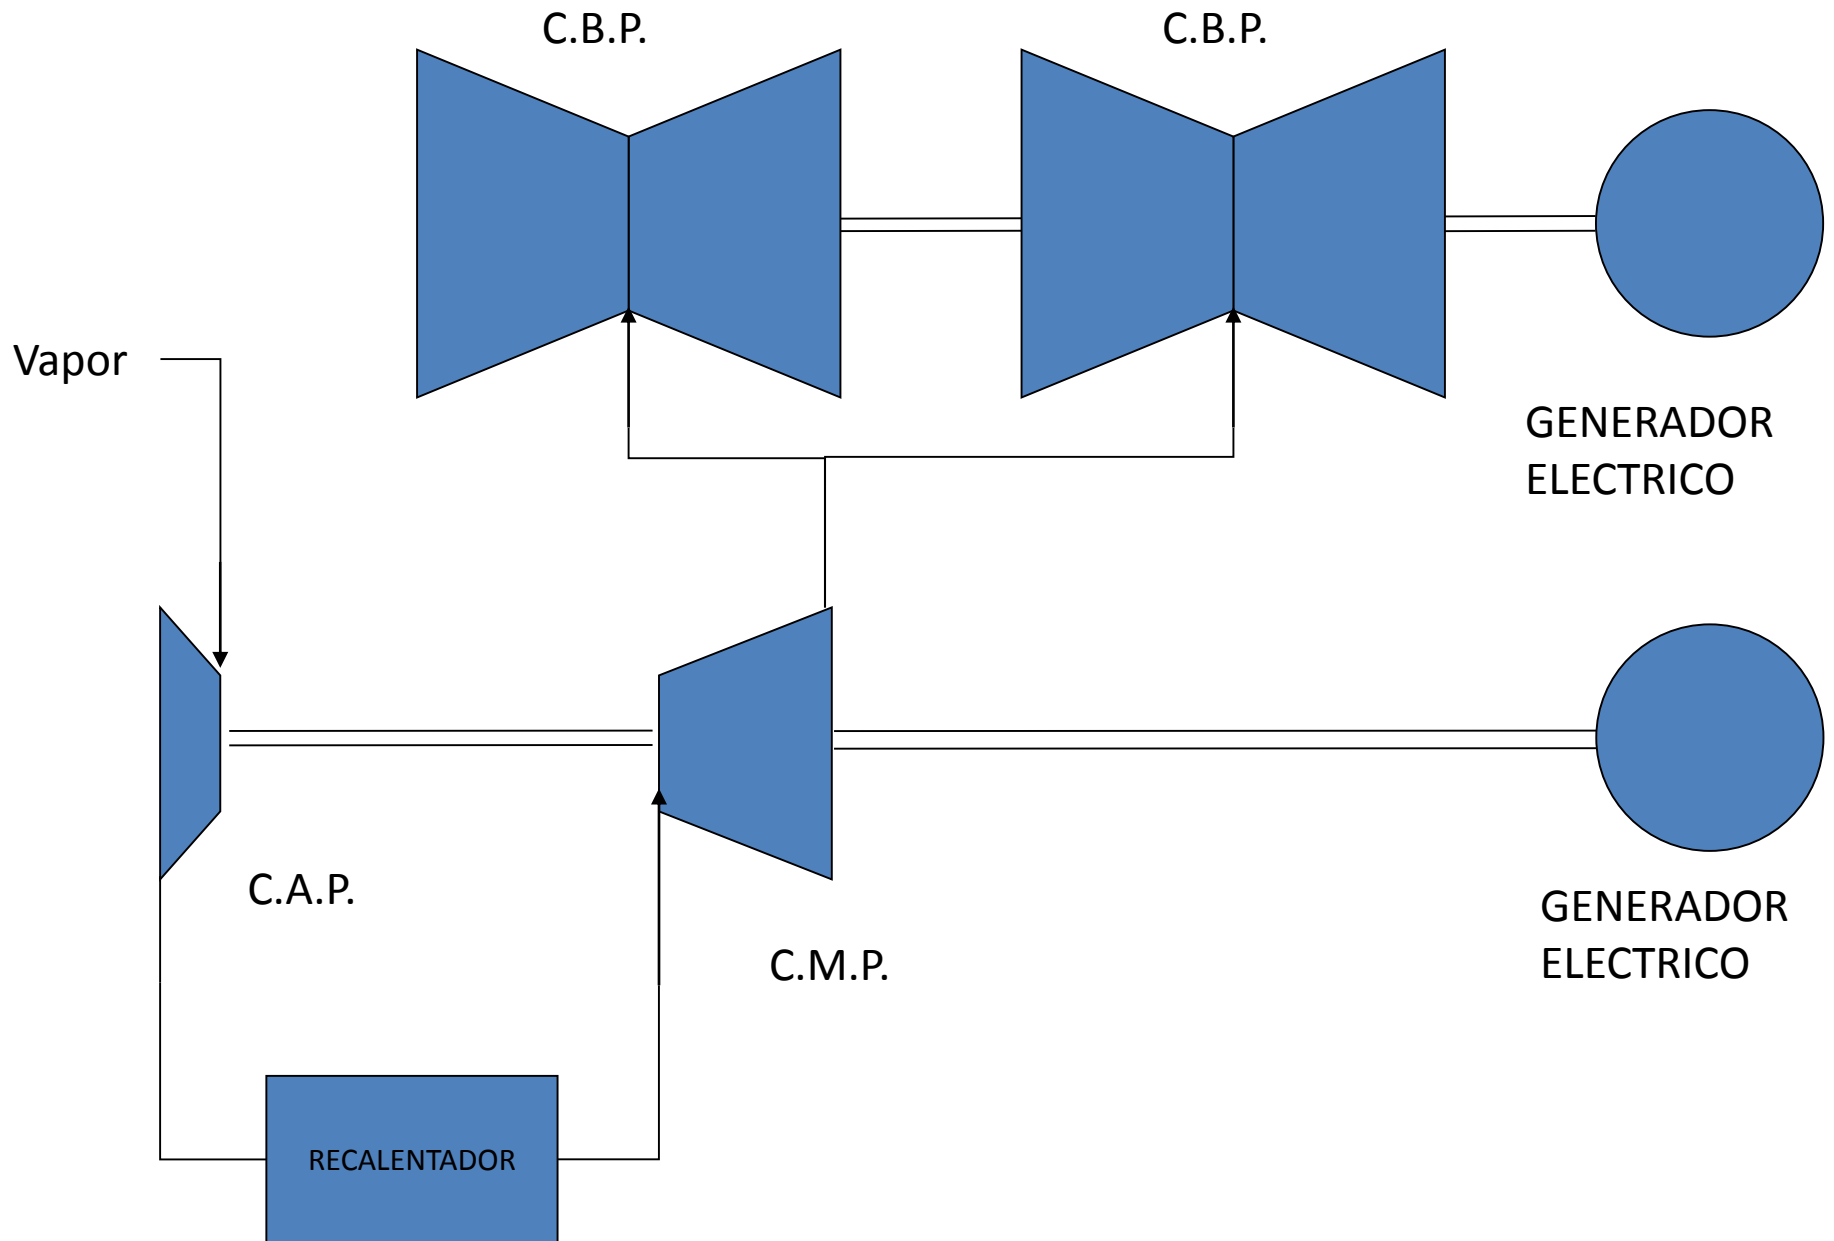 C.B.P.
C.B.P.
Vapor
GENERADOR
ELECTRICO
C.A.P.
C.M.P.
GENERADOR
ELECTRICO
RECALENTADOR